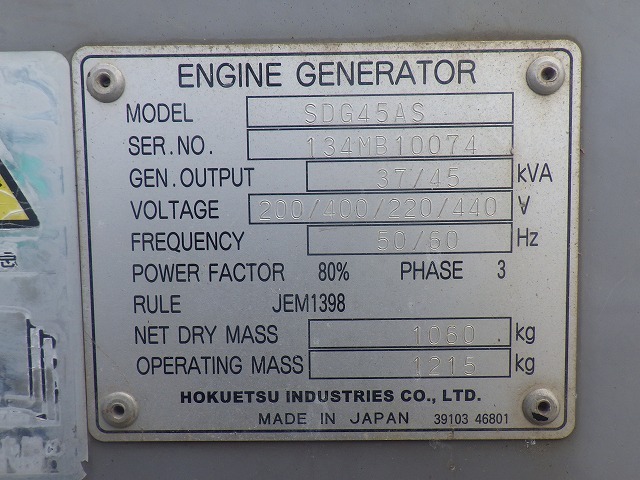 ENGINE GENERATOR
MODEL SDG45AS
SER.NO. 134MB10074
GEN.OUTPUT 37/45 kVA
VOLTAGE 200/400/220/440 V
FREQUENCY 50/60 Hz
POWER FACTOR 80% PHASE 3
RULE JEM1398
NET DRY MASS 1060 kg
OPERATING MASS 1215 kg
HOKUETSU INDUSTRIES CO., LTD.
MADE IN JAPAN 39103 46801